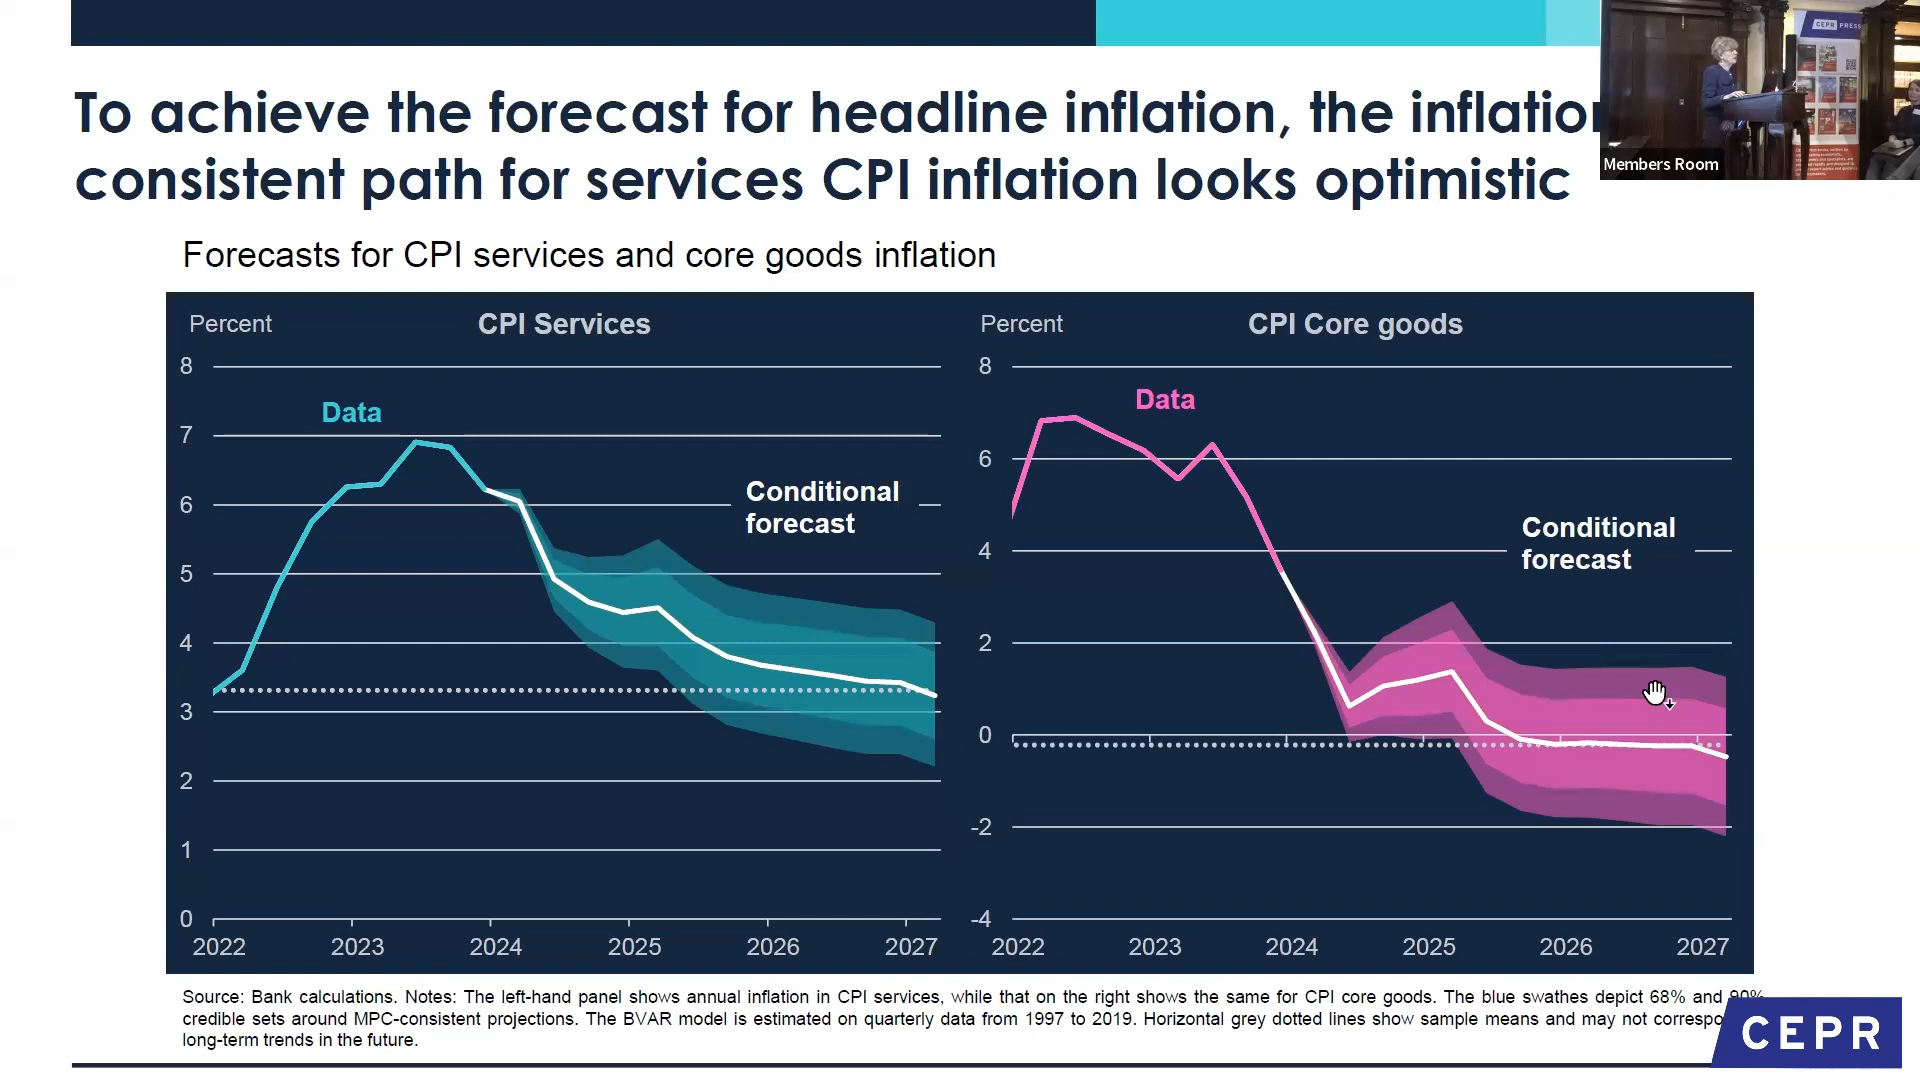 To achieve the forecast for headline inflation, the inflation
consistent path for services CPI inflation looks optimistic
CEPR PRESS
Members Room
Forecasts for CPI services and core goods inflation
Percent
CPI Services
8
7
6
5
4
3
2
1
0
Data
Conditional
forecast
2022 2023 2024 2025 2026 2027
Percent
CPI Core goods
8
6
4
2
0
-2
-4
Data
Conditional
forecast
2022 2023 2024 2025 2026 2027
Source: Bank calculations. Notes: The left-hand panel shows annual inflation in CPI services, while that on the right shows the same for CPI core goods. The blue swathes depict 68% and 90%
credible sets around MPC-consistent projections. The BVAR model is estimated on quarterly data from 1997 to 2019. Horizontal grey dotted lines show sample means and may not correspo
long-term trends in the future.
CEPR